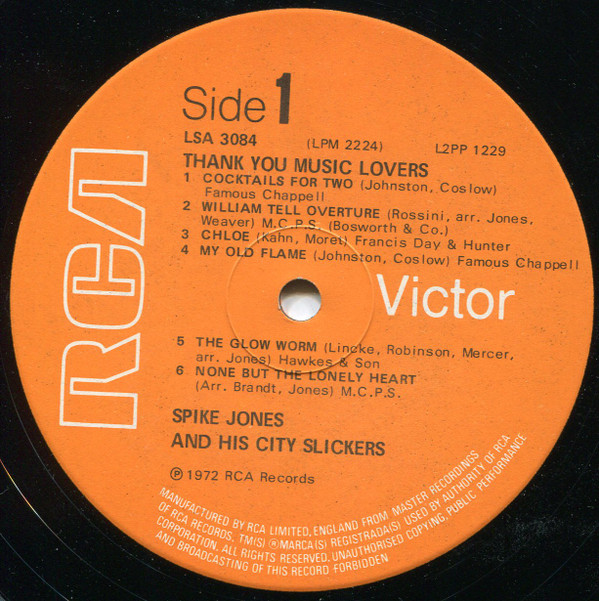 Side 1
LSA 3084 (LPM 2224) L2PP 1229
THANK YOU MUSIC LOVERS
1 COCKTAILS FOR TWO (Johnston, Coslow)
Famous Chappell
2 WILLIAM TELL OVERTURE (Rossini, arr. Jones,
Weaver) M.C.P.S. (Bosworth & Co.)
3 CHLOE (Kahn, Moret) Francis Day & Hunter
4 MY OLD FLAME (Johnston, Coslow) Famous Chappell
RCA
Victor
5 THE GLOW WORM (Lincke, Robinson, Mercer,
arr. Jones) Hawkes & Son
6 NONE BUT THE LONELY HEART
(Arr. Brandt, Jones) M.C.P.S.
SPIKE JONES
AND HIS CITY SLICKERS
℗ 1972 RCA Records
MANUFACTURED BY RCA LIMITED, ENGLAND FROM MASTER RECORDINGS
OF RCA RECORDS, TM(S) ® MARCA(S) REGISTRADA(S) USED BY AUTHORITY OF RCA
CORPORATION. ALL RIGHTS RESERVED. UNAUTHORISED COPYING, PUBLIC PERFORMANCE
AND BROADCASTING OF THIS RECORD FORBIDDEN